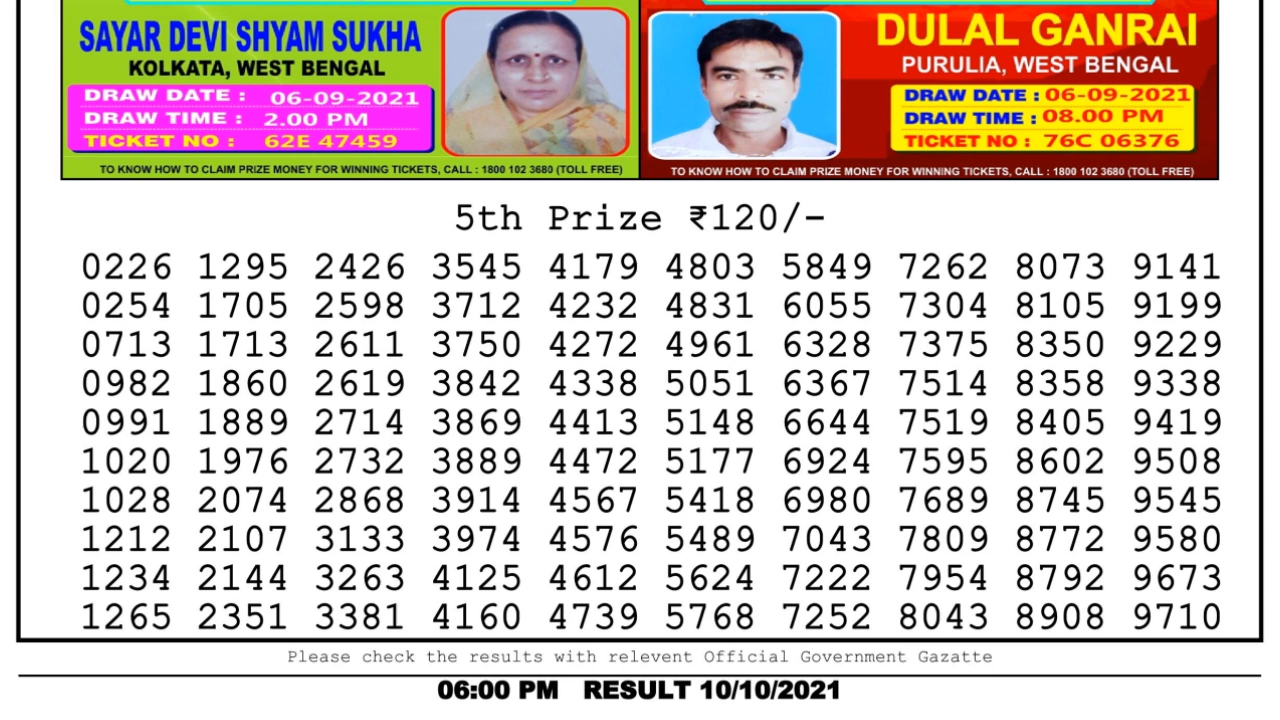 SAYAR DEVI SHYAM SUKHA
KOLKATA, WEST BENGAL
DRAW DATE : 06-09-2021
DRAW TIME : 2.00 PM
TICKET NO : 62E 47459
TO KNOW HOW TO CLAIM PRIZE MONEY FOR WINNING TICKETS, CALL : 1800 102 3680 (TOLL FREE)
DULAL GANRAI
PURULIA, WEST BENGAL
DRAW DATE : 06-09-2021
DRAW TIME : 08.00 PM
TICKET NO : 76C 06376
TO KNOW HOW TO CLAIM PRIZE MONEY FOR WINNING TICKETS, CALL : 1800 102 3680 (TOLL FREE)
5th Prize ₹120/-
0226 1295 2426 3545 4179 4803 5849 7262 8073 9141
0254 1705 2598 3712 4232 4831 6055 7304 8105 9199
0713 1713 2611 3750 4272 4961 6328 7375 8350 9229
0982 1860 2619 3842 4338 5051 6367 7514 8358 9338
0991 1889 2714 3869 4413 5148 6644 7519 8405 9419
1020 1976 2732 3889 4472 5177 6924 7595 8602 9508
1028 2074 2868 3914 4567 5418 6980 7689 8745 9545
1212 2107 3133 3974 4576 5489 7043 7809 8772 9580
1234 2144 3263 4125 4612 5624 7222 7954 8792 9673
1265 2351 3381 4160 4739 5768 7252 8043 8908 9710
Please check the results with relevent Official Government Gazatte
06:00 PM RESULT 10/10/2021